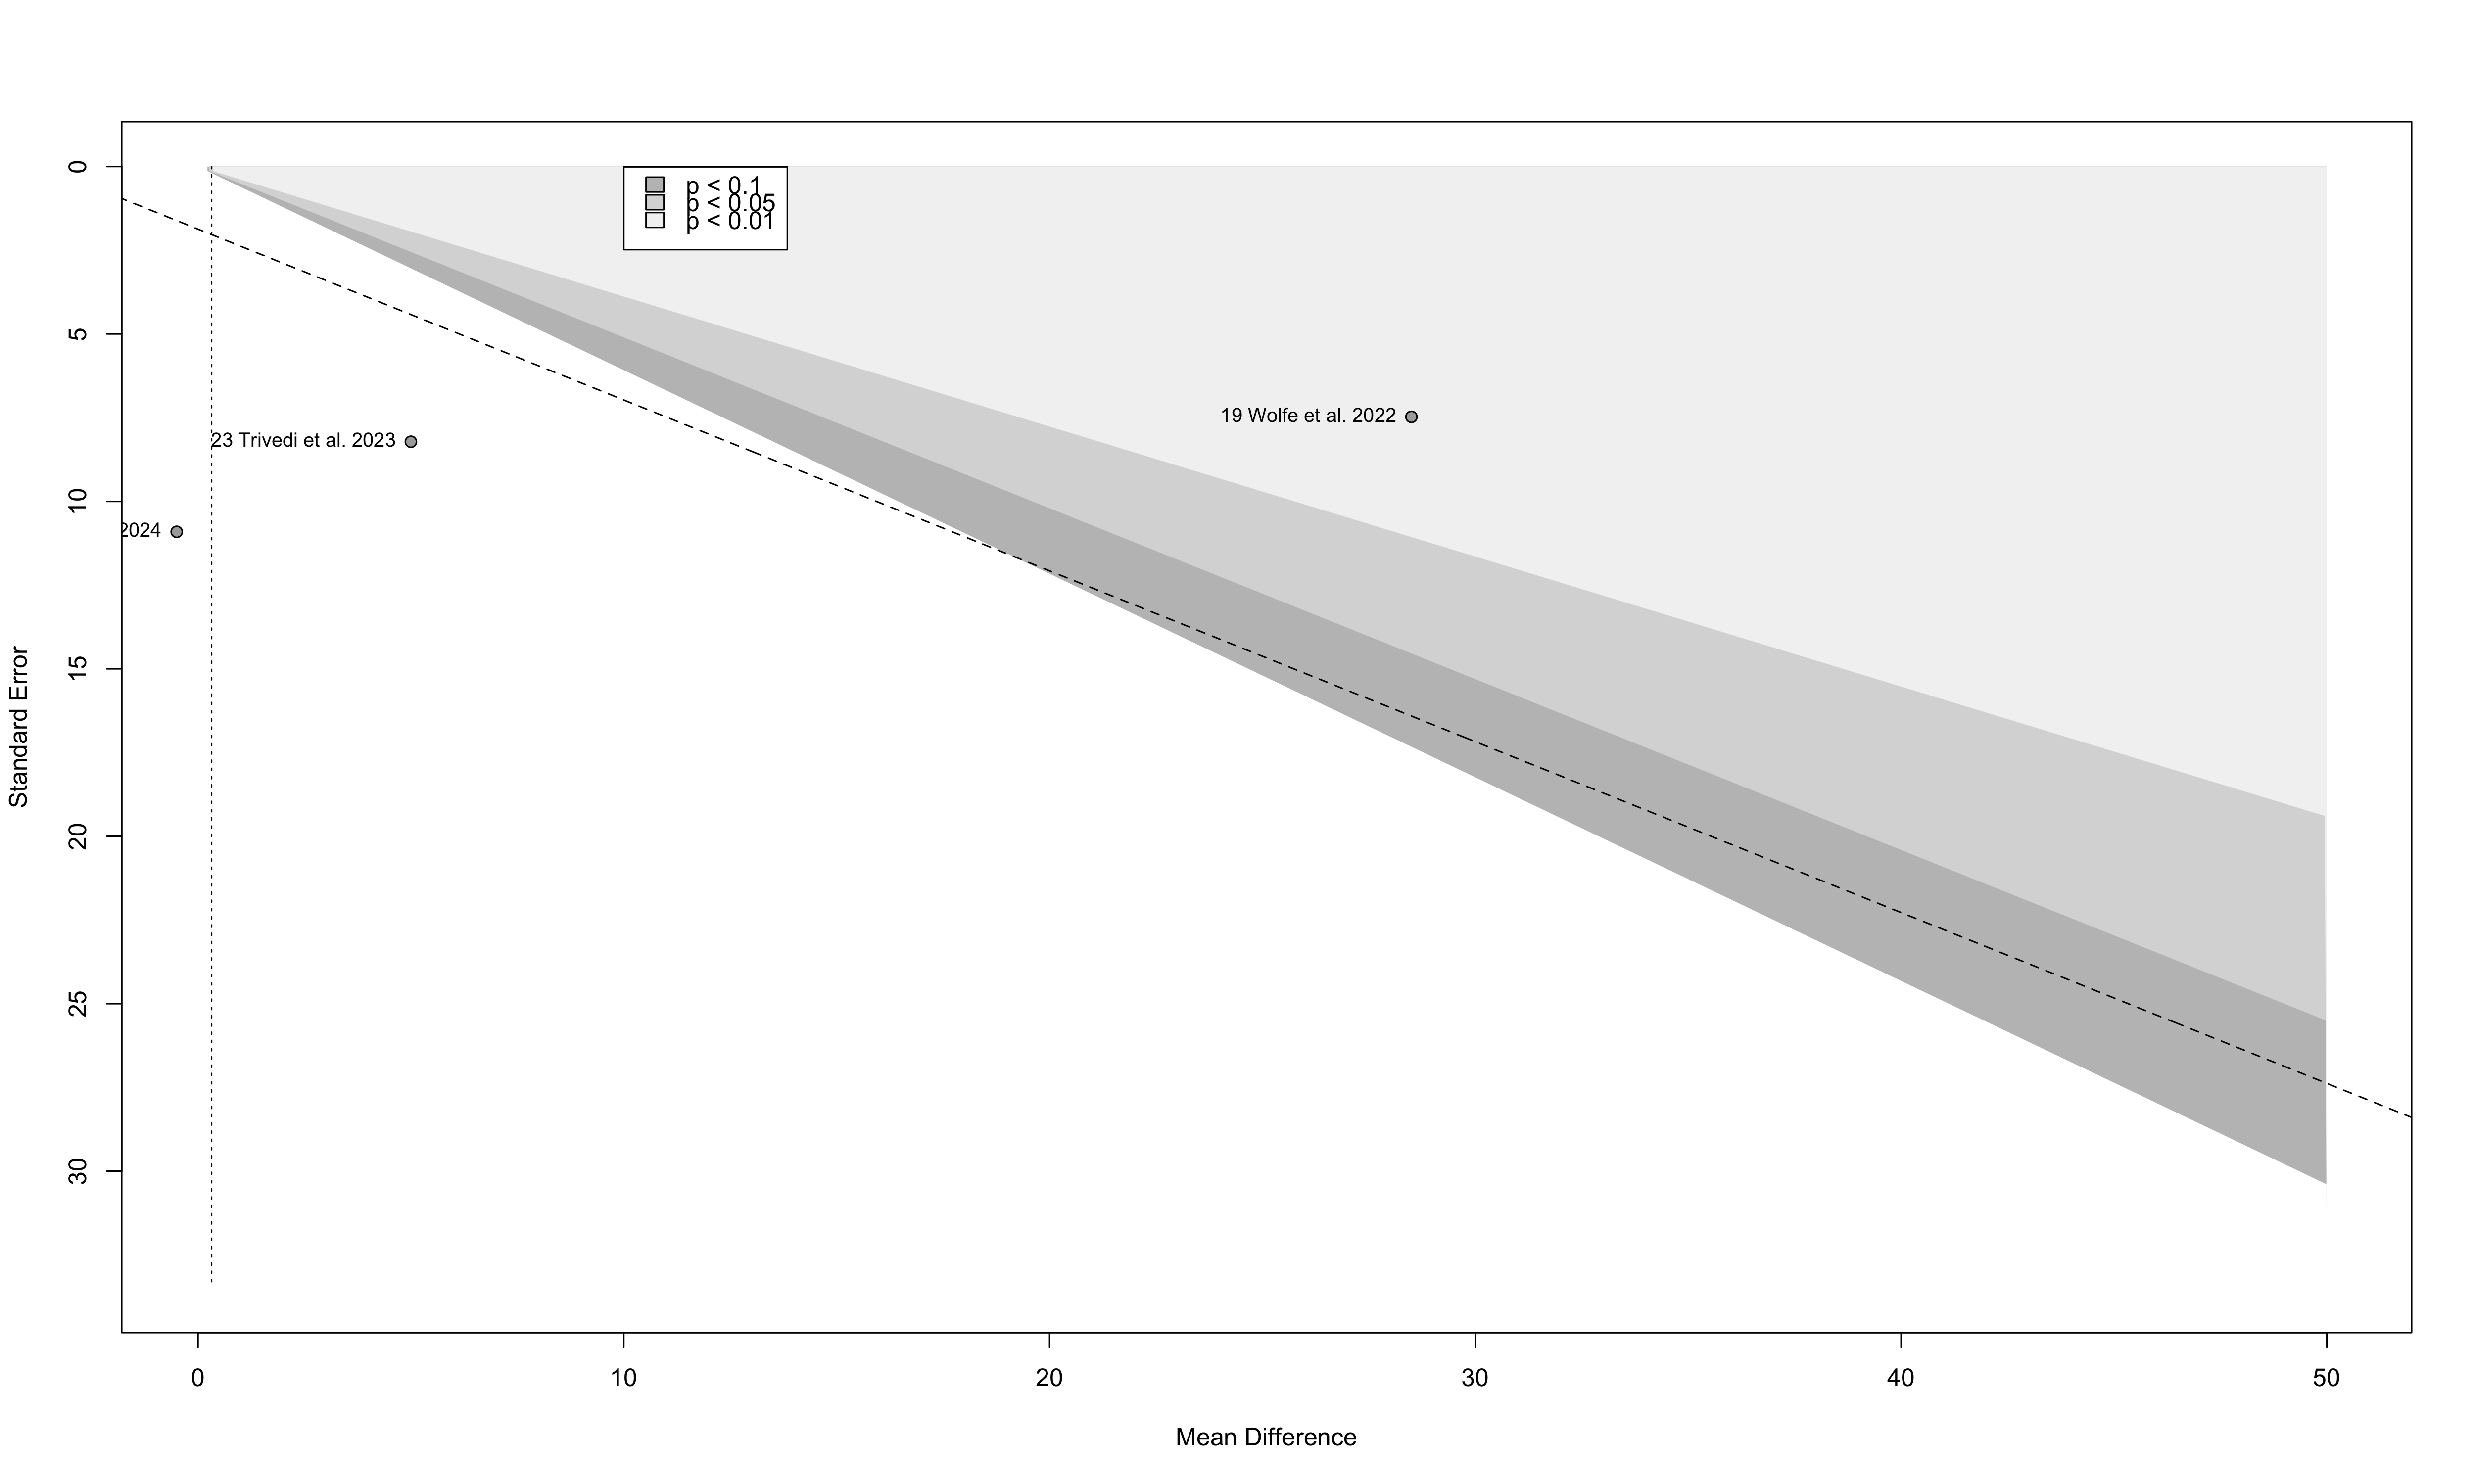 0
5
10
15
20
25
30
Standard Error
p < 0.1
p < 0.05
p < 0.01
19 Wolfe et al. 2022
23 Trivedi et al. 2023
2024
0 10 20 30 40 50
Mean Difference